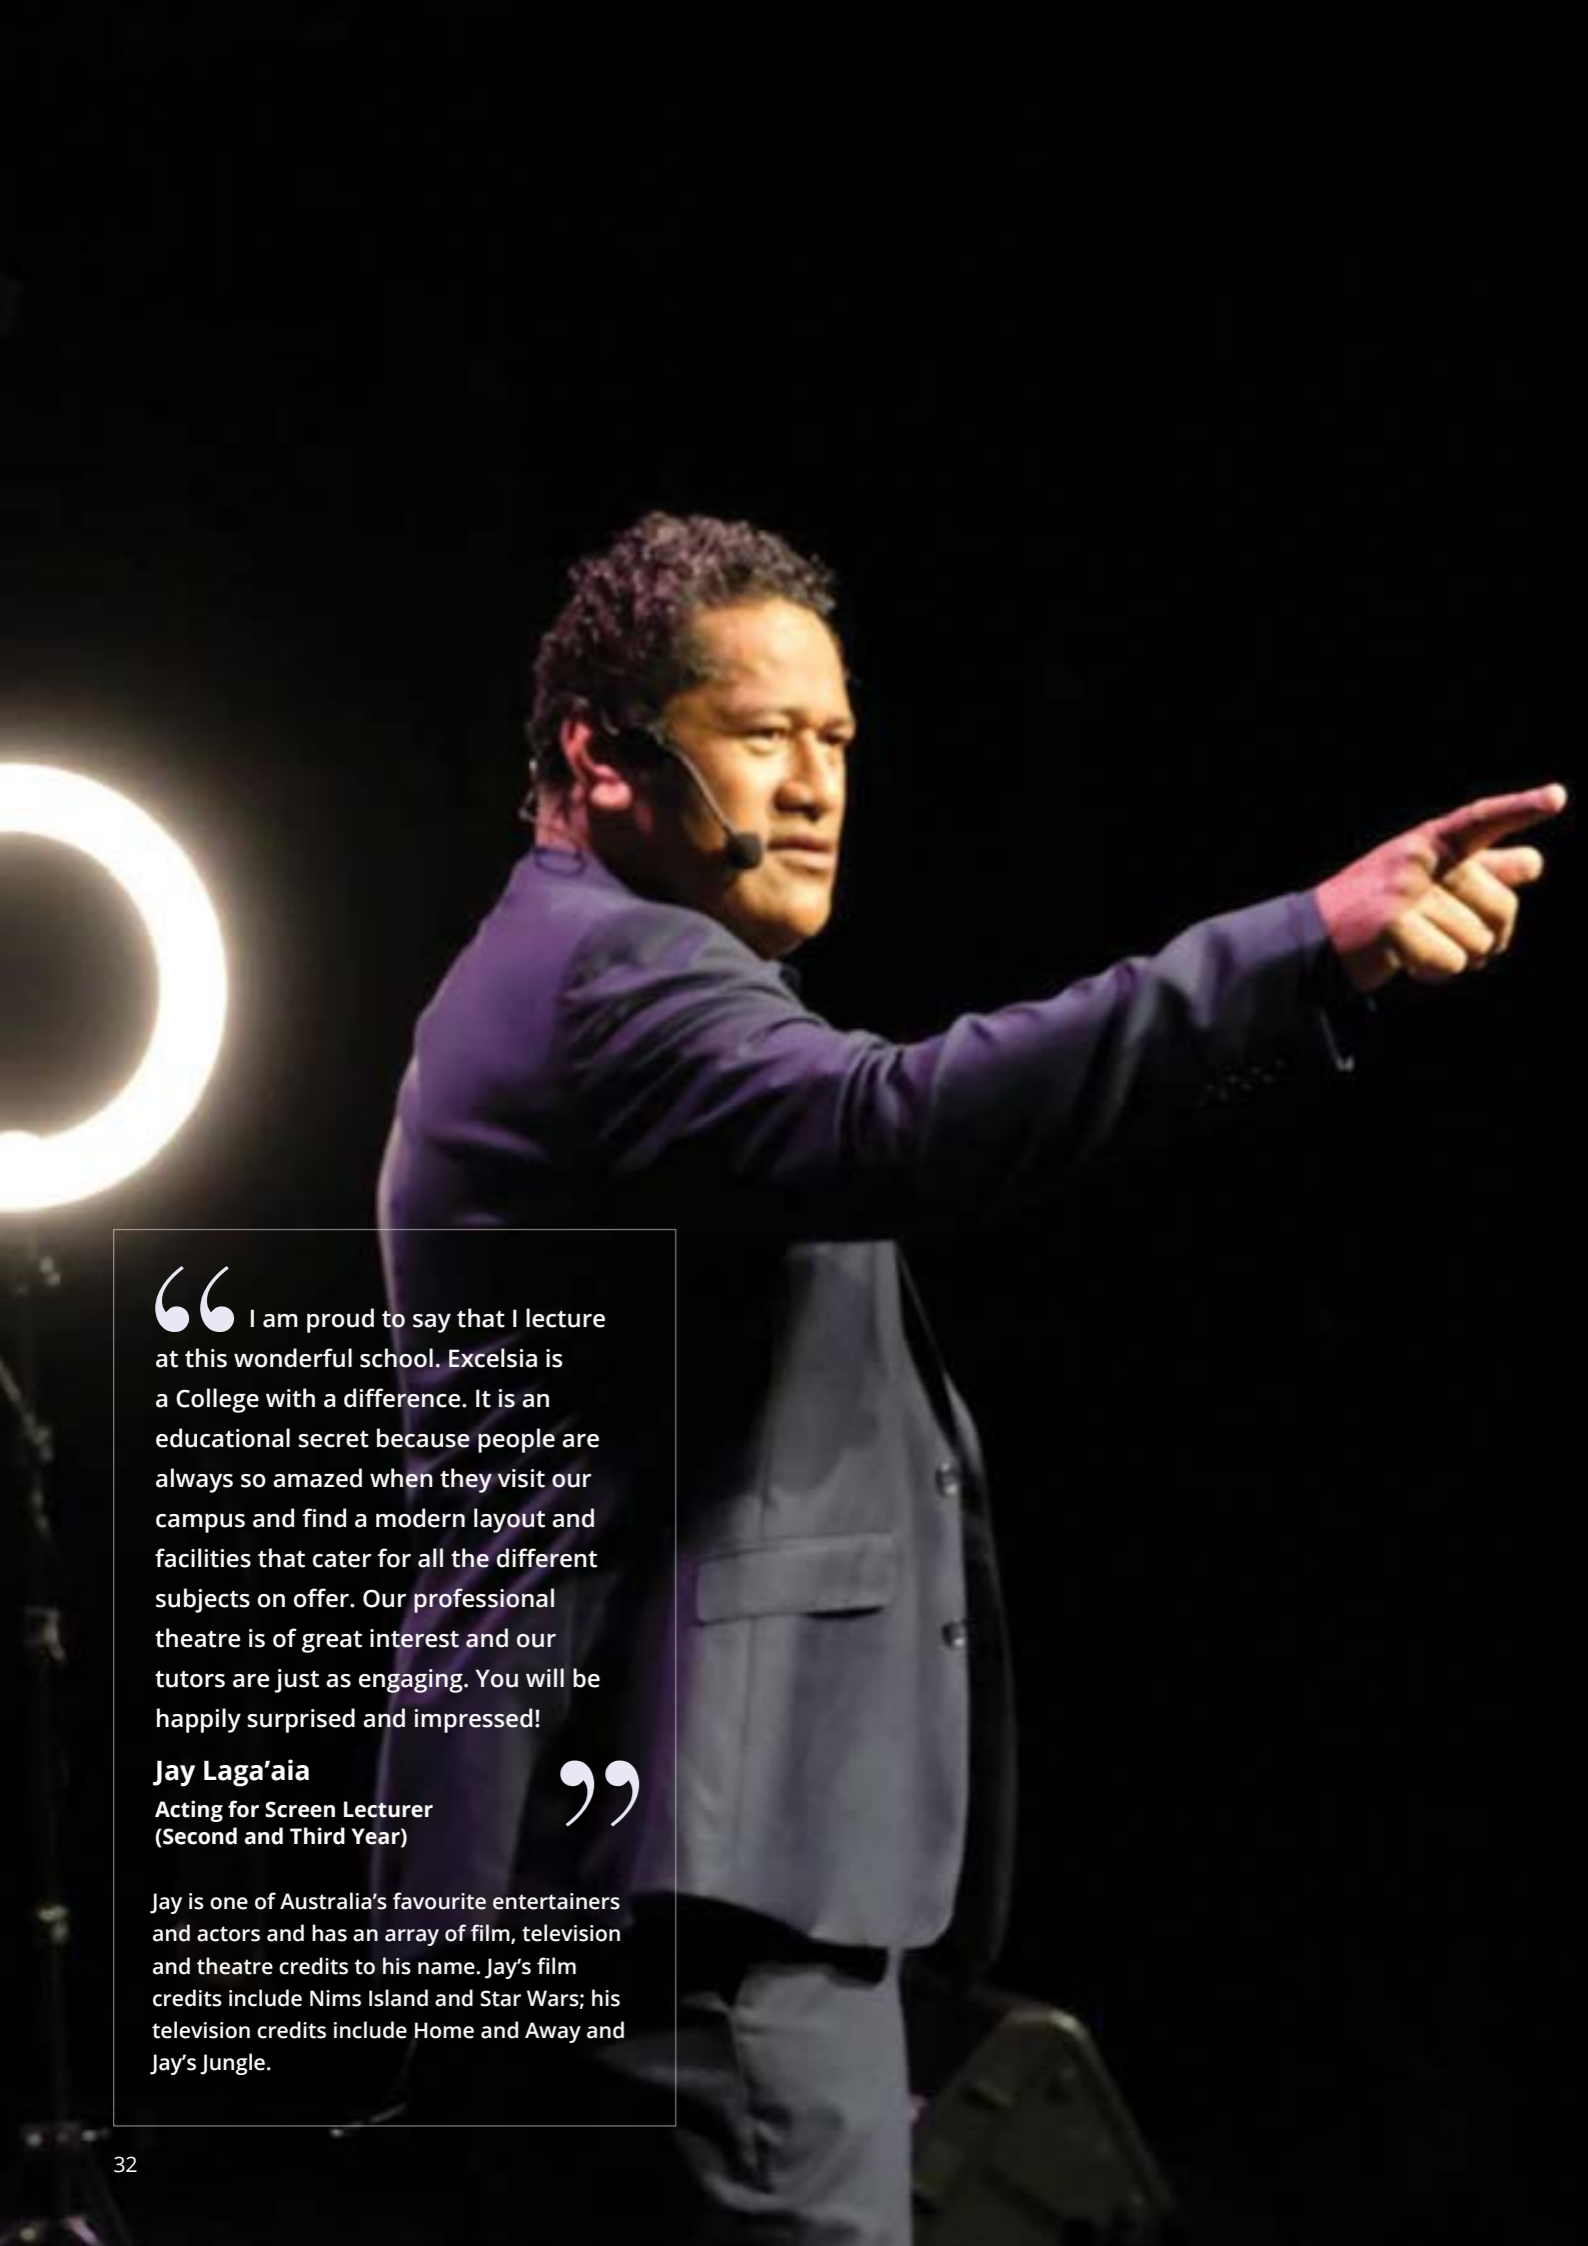 “ I am proud to say that I lecture
at this wonderful school. Excelsia is
a College with a difference. It is an
educational secret because people are
always so amazed when they visit our
campus and find a modern layout and
facilities that cater for all the different
subjects on offer. Our professional
theatre is of great interest and our
tutors are just as engaging. You will be
happily surprised and impressed!
Jay Laga’aia ”
Acting for Screen Lecturer
(Second and Third Year)
Jay is one of Australia’s favourite entertainers
and actors and has an array of film, television
and theatre credits to his name. Jay’s film
credits include Nims Island and Star Wars; his
television credits include Home and Away and
Jay’s Jungle.
32